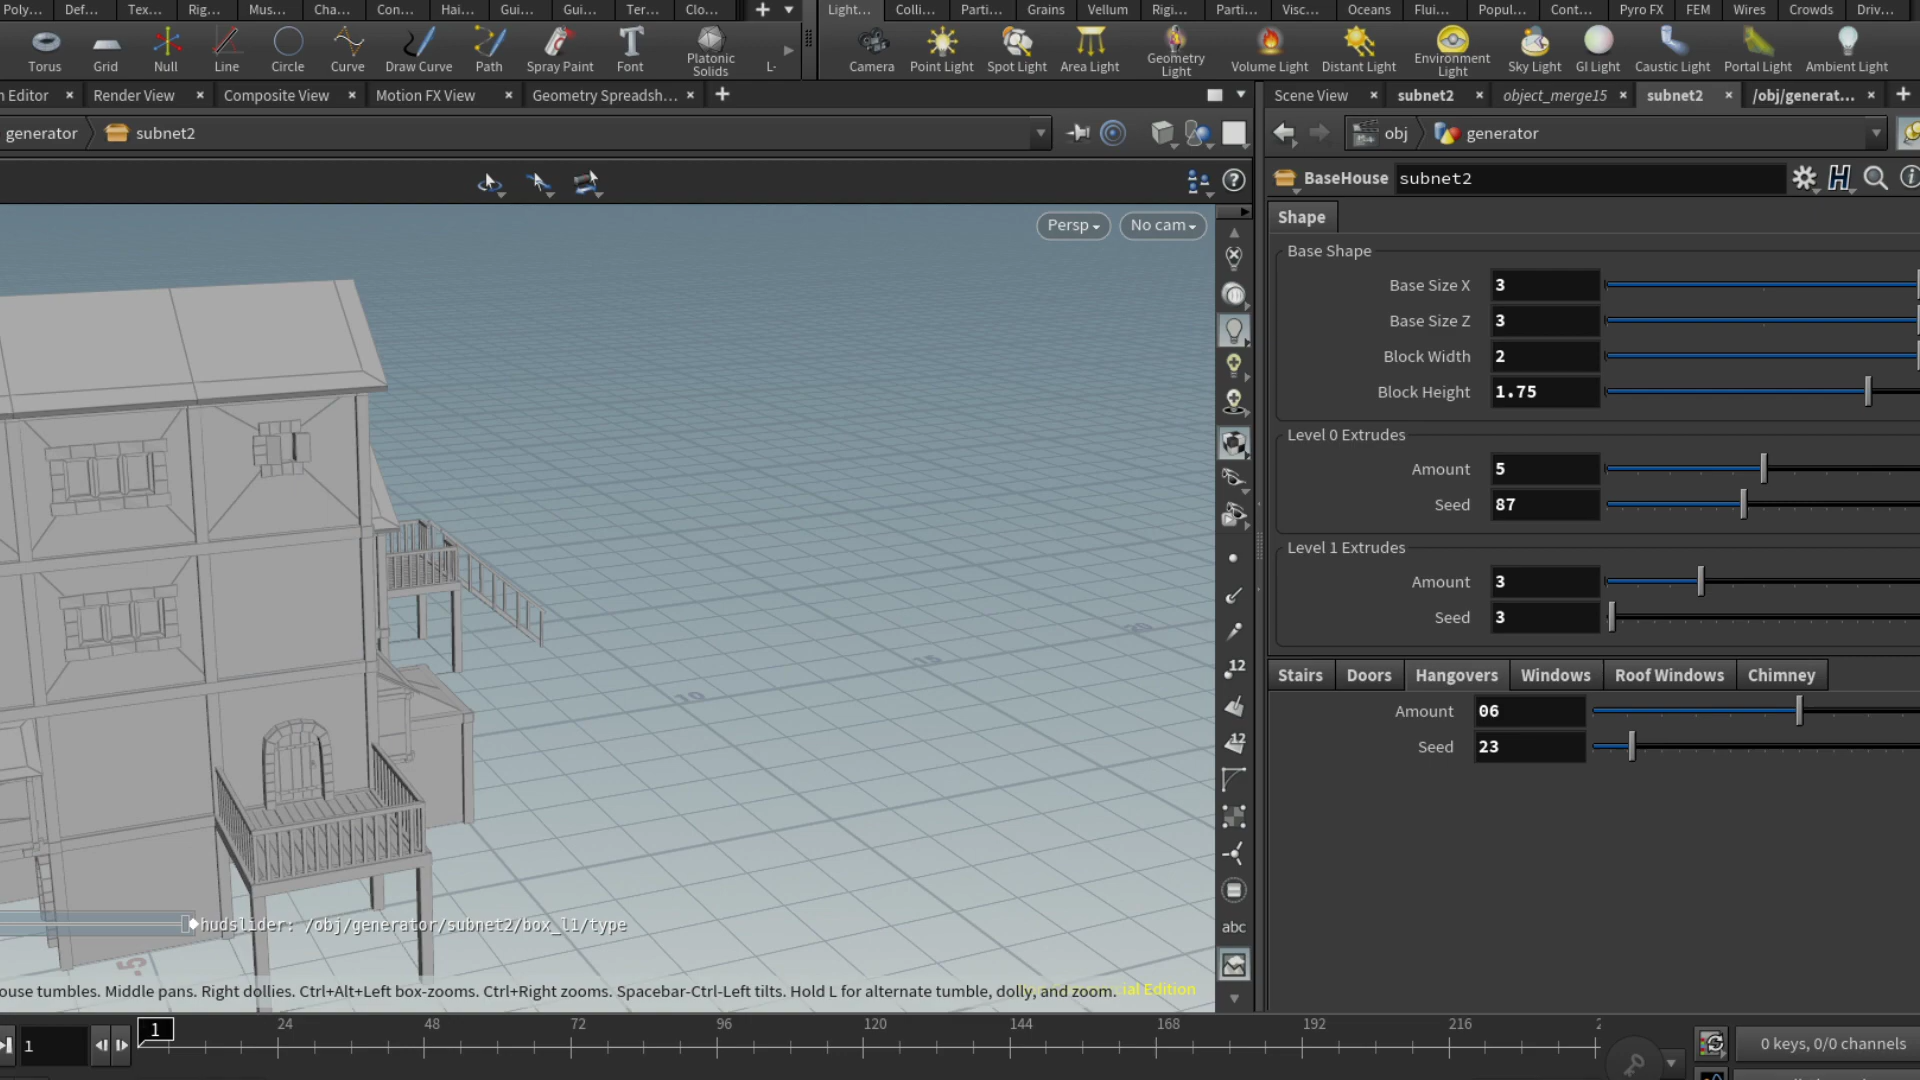 Poly... Def... Tex... Rig... Mus... Cha... Con... Hai... Gui... Gui... Ter... Clo... Light... Colli... Parti... Grains Vellum Rigi... Parti... Visc... Oceans Flui... Popul... Cont... Pyro FX FEM Wires Crowds Driv...
Torus Grid Null Line Circle Curve Draw Curve Path Spray Paint Font Platonic Solids L- Camera Point Light Spot Light Area Light Geometry Light Volume Light Distant Light Environment Light Sky Light GI Light Caustic Light Portal Light Ambient Light
n Editor Render View Composite View Motion FX View Geometry Spreadsh... Scene View subnet2 object_merge15 subnet2 /obj/generat...
generator subnet2 obj generator
BaseHouse subnet2
Persp No cam
Shape
Base Shape
Base Size X 3
Base Size Z 3
Block Width 2
Block Height 1.75
Level 0 Extrudes
Amount 5
Seed 87
Level 1 Extrudes
Amount 3
Seed 3
Stairs Doors Hangovers Windows Roof Windows Chimney
Amount 06
Seed 23
20
15
10
-5
12
12
abc
hudslider: /obj/generator/subnet2/box_l1/type
ouse tumbles. Middle pans. Right dollies. Ctrl+Alt+Left box-zooms. Ctrl+Right zooms. Spacebar-Ctrl-Left tilts. Hold L for alternate tumble, dolly, and zoom. ial Edition
1 1 24 48 72 96 120 144 168 192 216 2
0 keys, 0/0 channels